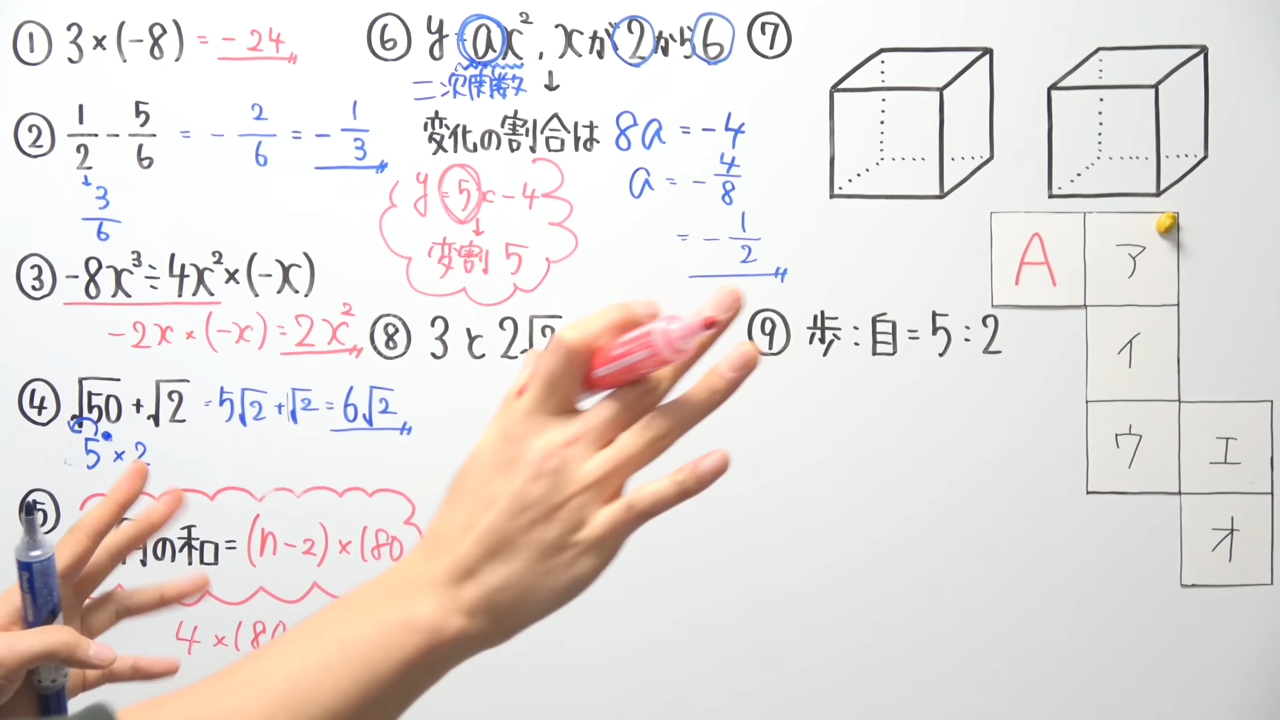 ① 3×(-8) = -24
② 1/2 - 5/6 = - 2/6 = - 1/3
3/6
③ -8x³÷4x²×(-x)
-2x×(-x)=2x²
④ √50+√2 = 5√2+√2=6√2
5 × 2
⑤
角の和=(n-2)×180
4×180
⑥ y=ax², xが2から6
二次関数 ↓
変化の割合は 8a = -4
a = - 4/8
= - 1/2
y=5x-4
↓
変割 5
⑦
A ア
イ
ウ エ
オ
⑧ 3と2√2
⑨ 歩:自=5:2